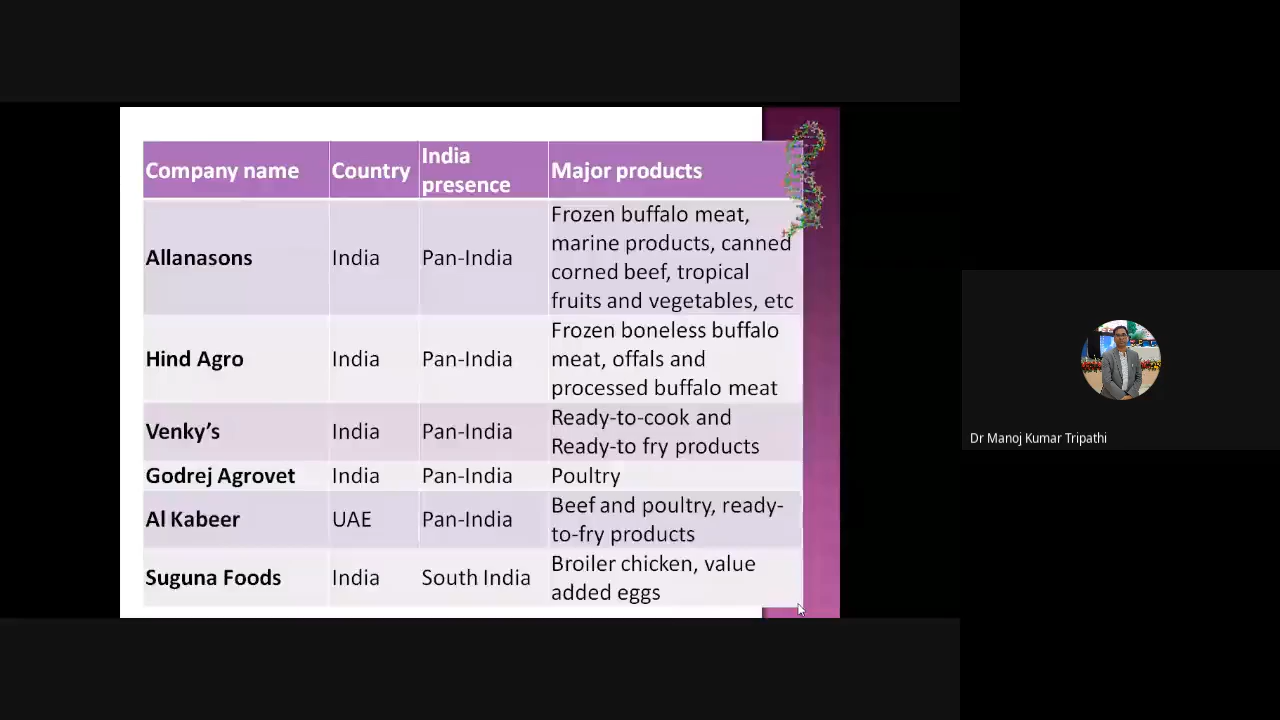 Company name
Country
India
presence
Major products
Allanasons
India
Pan-India
Frozen buffalo meat,
marine products, canned
corned beef, tropical
fruits and vegetables, etc
Hind Agro
India
Pan-India
Frozen boneless buffalo
meat, offals and
processed buffalo meat
Venky’s
India
Pan-India
Ready-to-cook and
Ready-to fry products
Godrej Agrovet
India
Pan-India
Poultry
Al Kabeer
UAE
Pan-India
Beef and poultry, ready-
to-fry products
Suguna Foods
India
South India
Broiler chicken, value
added eggs
Dr Manoj Kumar Tripathi